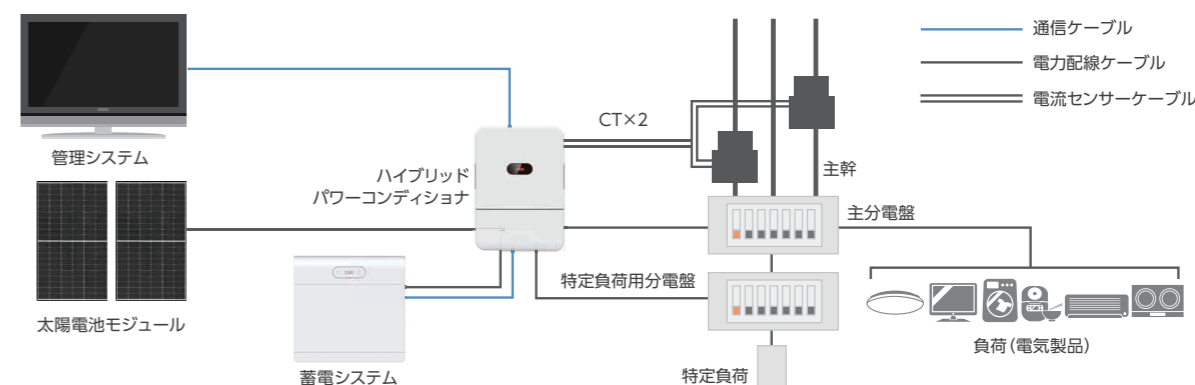 通信ケーブル
電力配線ケーブル
電流センサーケーブル
CT×2
管理システム
ハイブリッド
パワーコンディショナ
主幹
主分電盤
特定負荷用分電盤
太陽電池モジュール
負荷(電気製品)
蓄電システム
特定負荷